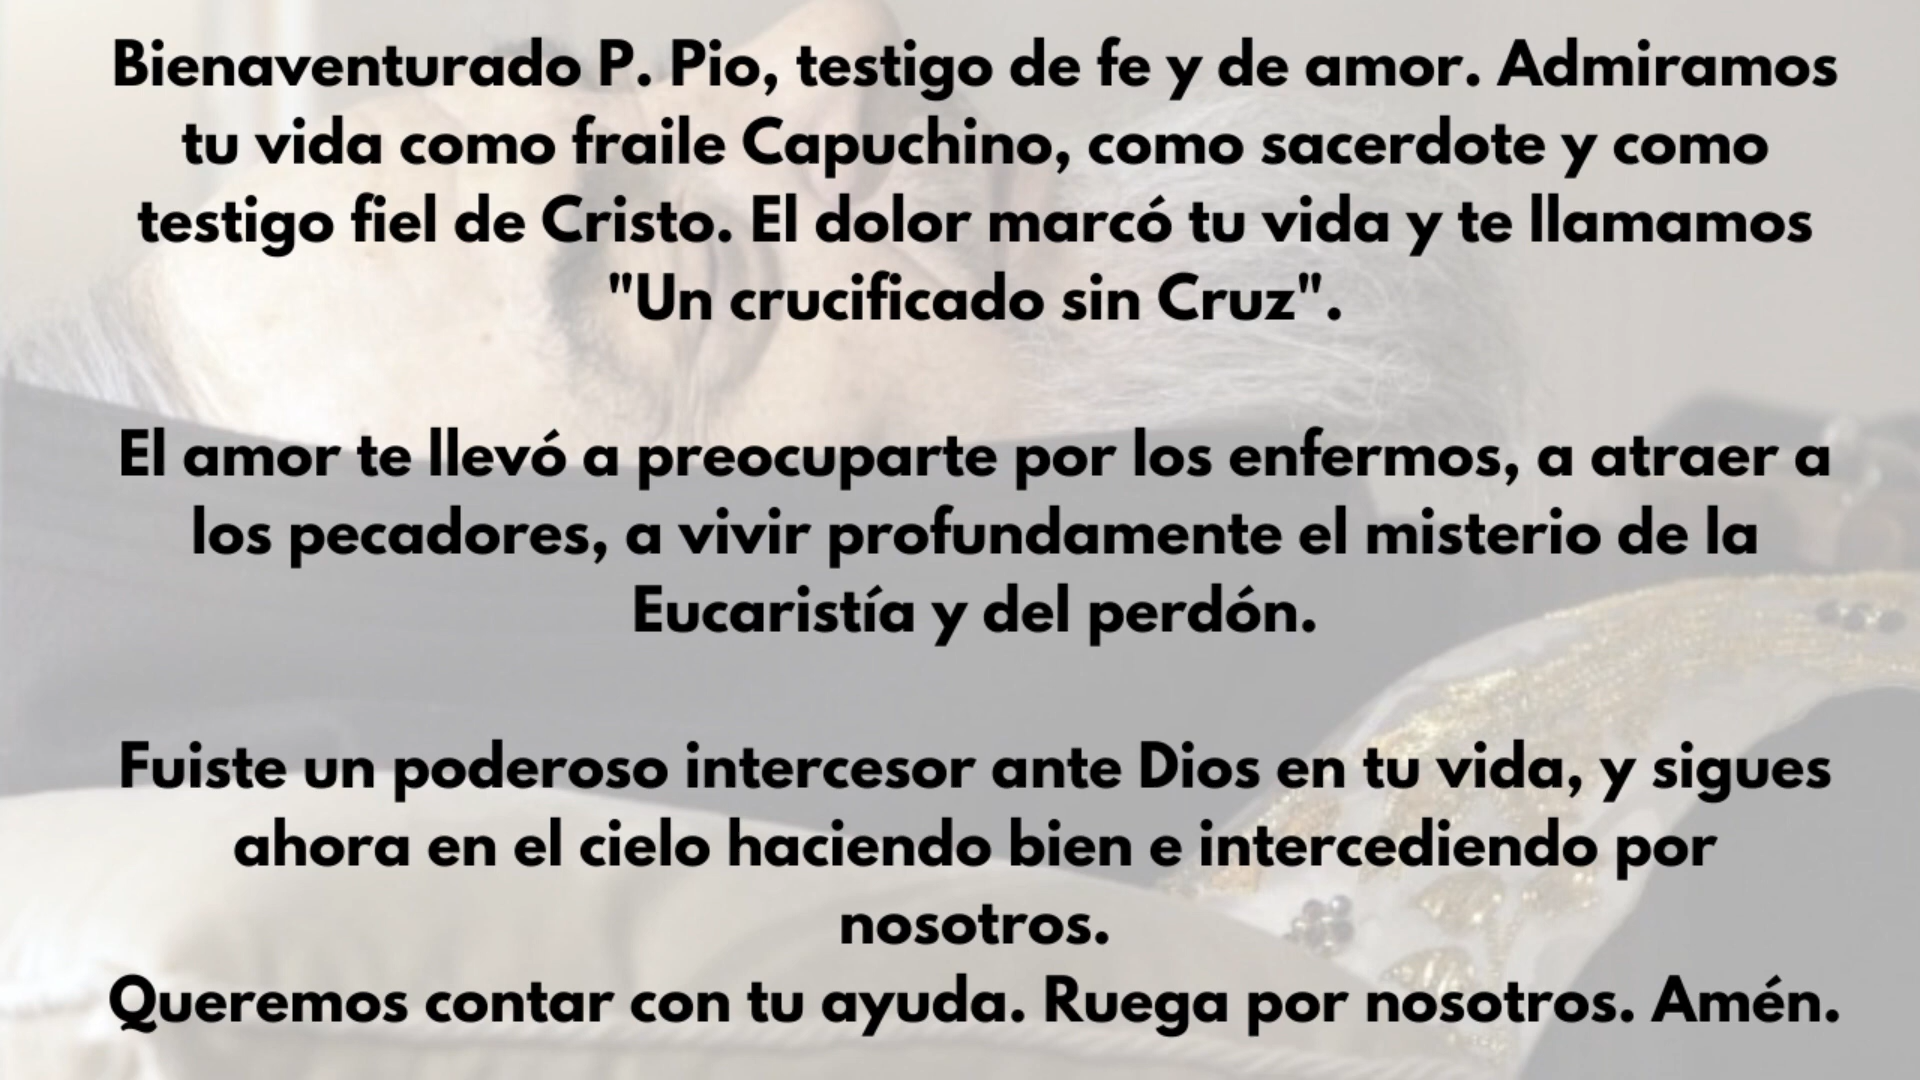 Bienaventurado P. Pio, testigo de fe y de amor. Admiramos
tu vida como fraile Capuchino, como sacerdote y como
testigo fiel de Cristo. El dolor marcó tu vida y te llamamos
"Un crucificado sin Cruz".
El amor te llevó a preocuparte por los enfermos, a atraer a
los pecadores, a vivir profundamente el misterio de la
Eucaristía y del perdón.
Fuiste un poderoso intercesor ante Dios en tu vida, y sigues
ahora en el cielo haciendo bien e intercediendo por
nosotros.
Queremos contar con tu ayuda. Ruega por nosotros. Amén.